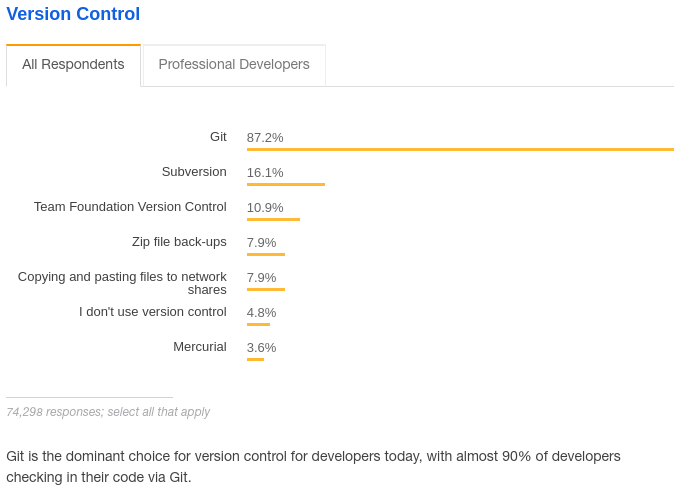 Version Control
All Respondents
Professional Developers
Git 87.2%
Subversion 16.1%
Team Foundation Version Control 10.9%
Zip file back-ups 7.9%
Copying and pasting files to network 7.9%
shares
I don't use version control 4.8%
Mercurial 3.6%
74,298 responses; select all that apply
Git is the dominant choice for version control for developers today, with almost 90% of developers
checking in their code via Git.